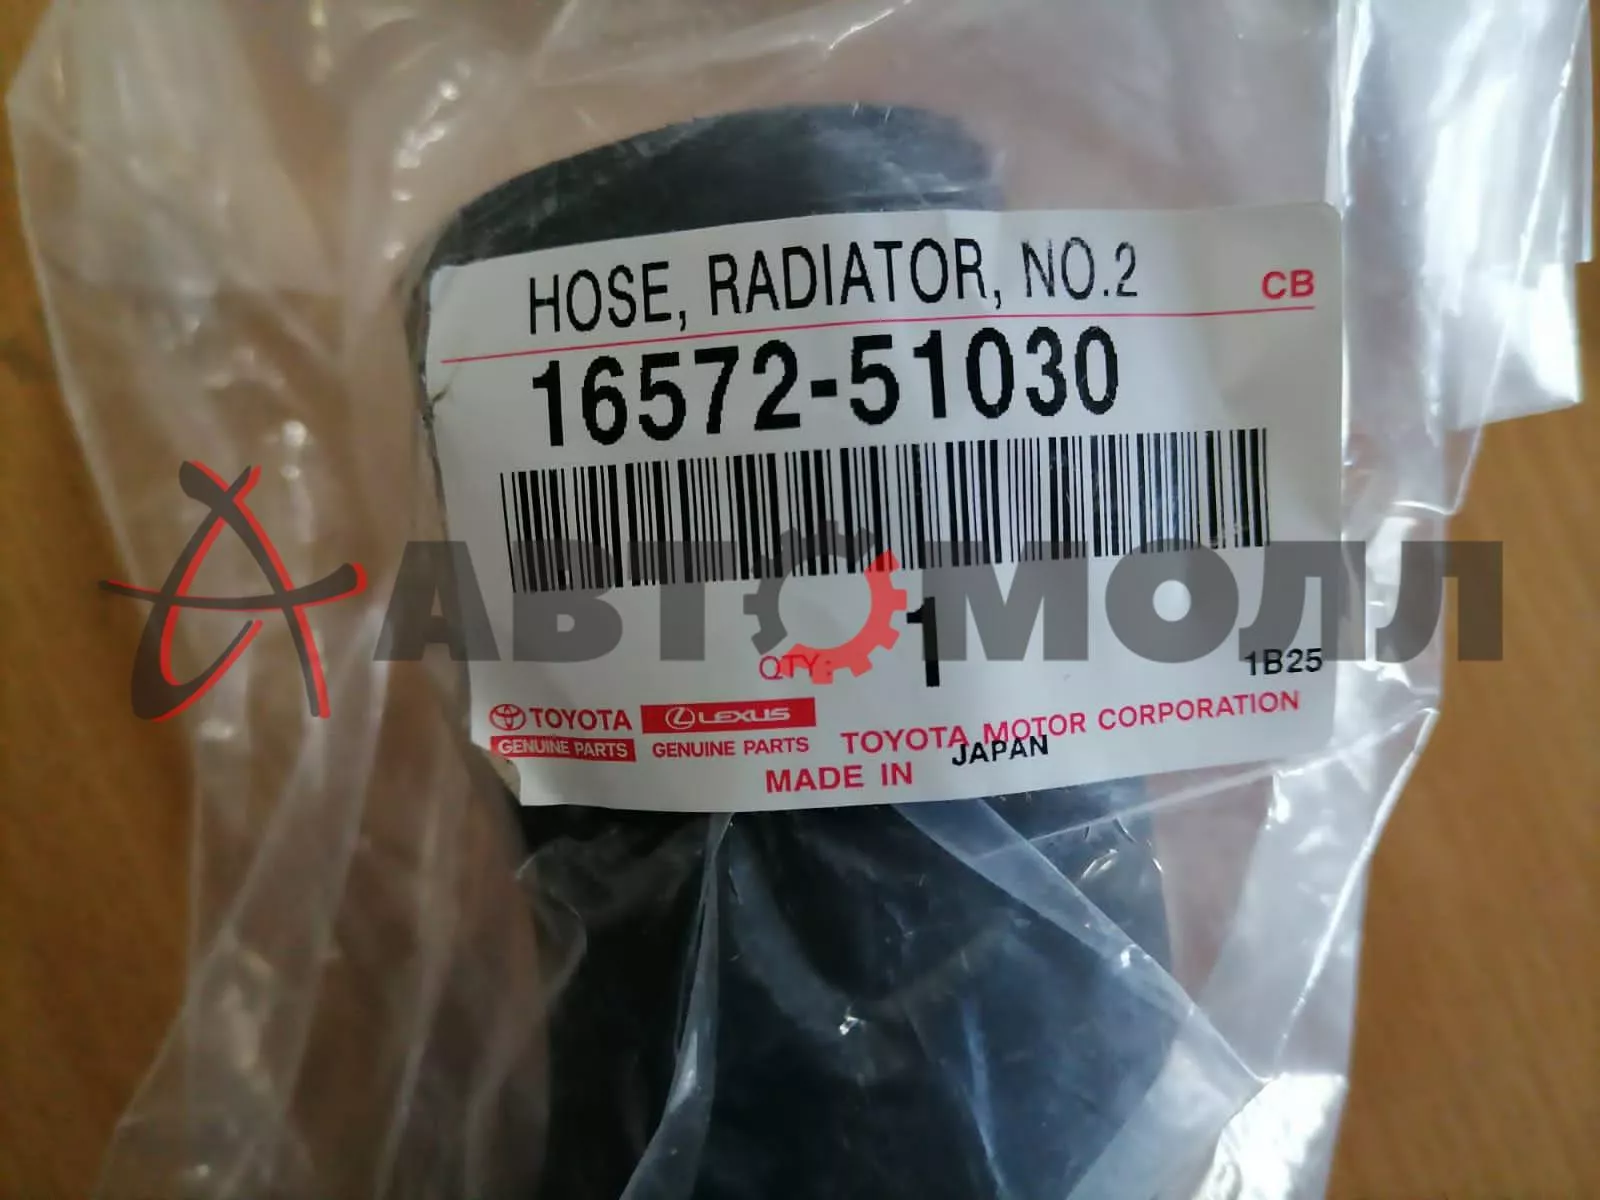 HOSE, RADIATOR, NO.2
CB
16572-51030
АВТОМОЛЛ
QTY: 1
1B25
TOYOTA
GENUINE PARTS
LEXUS
GENUINE PARTS
TOYOTA MOTOR CORPORATION
MADE IN JAPAN